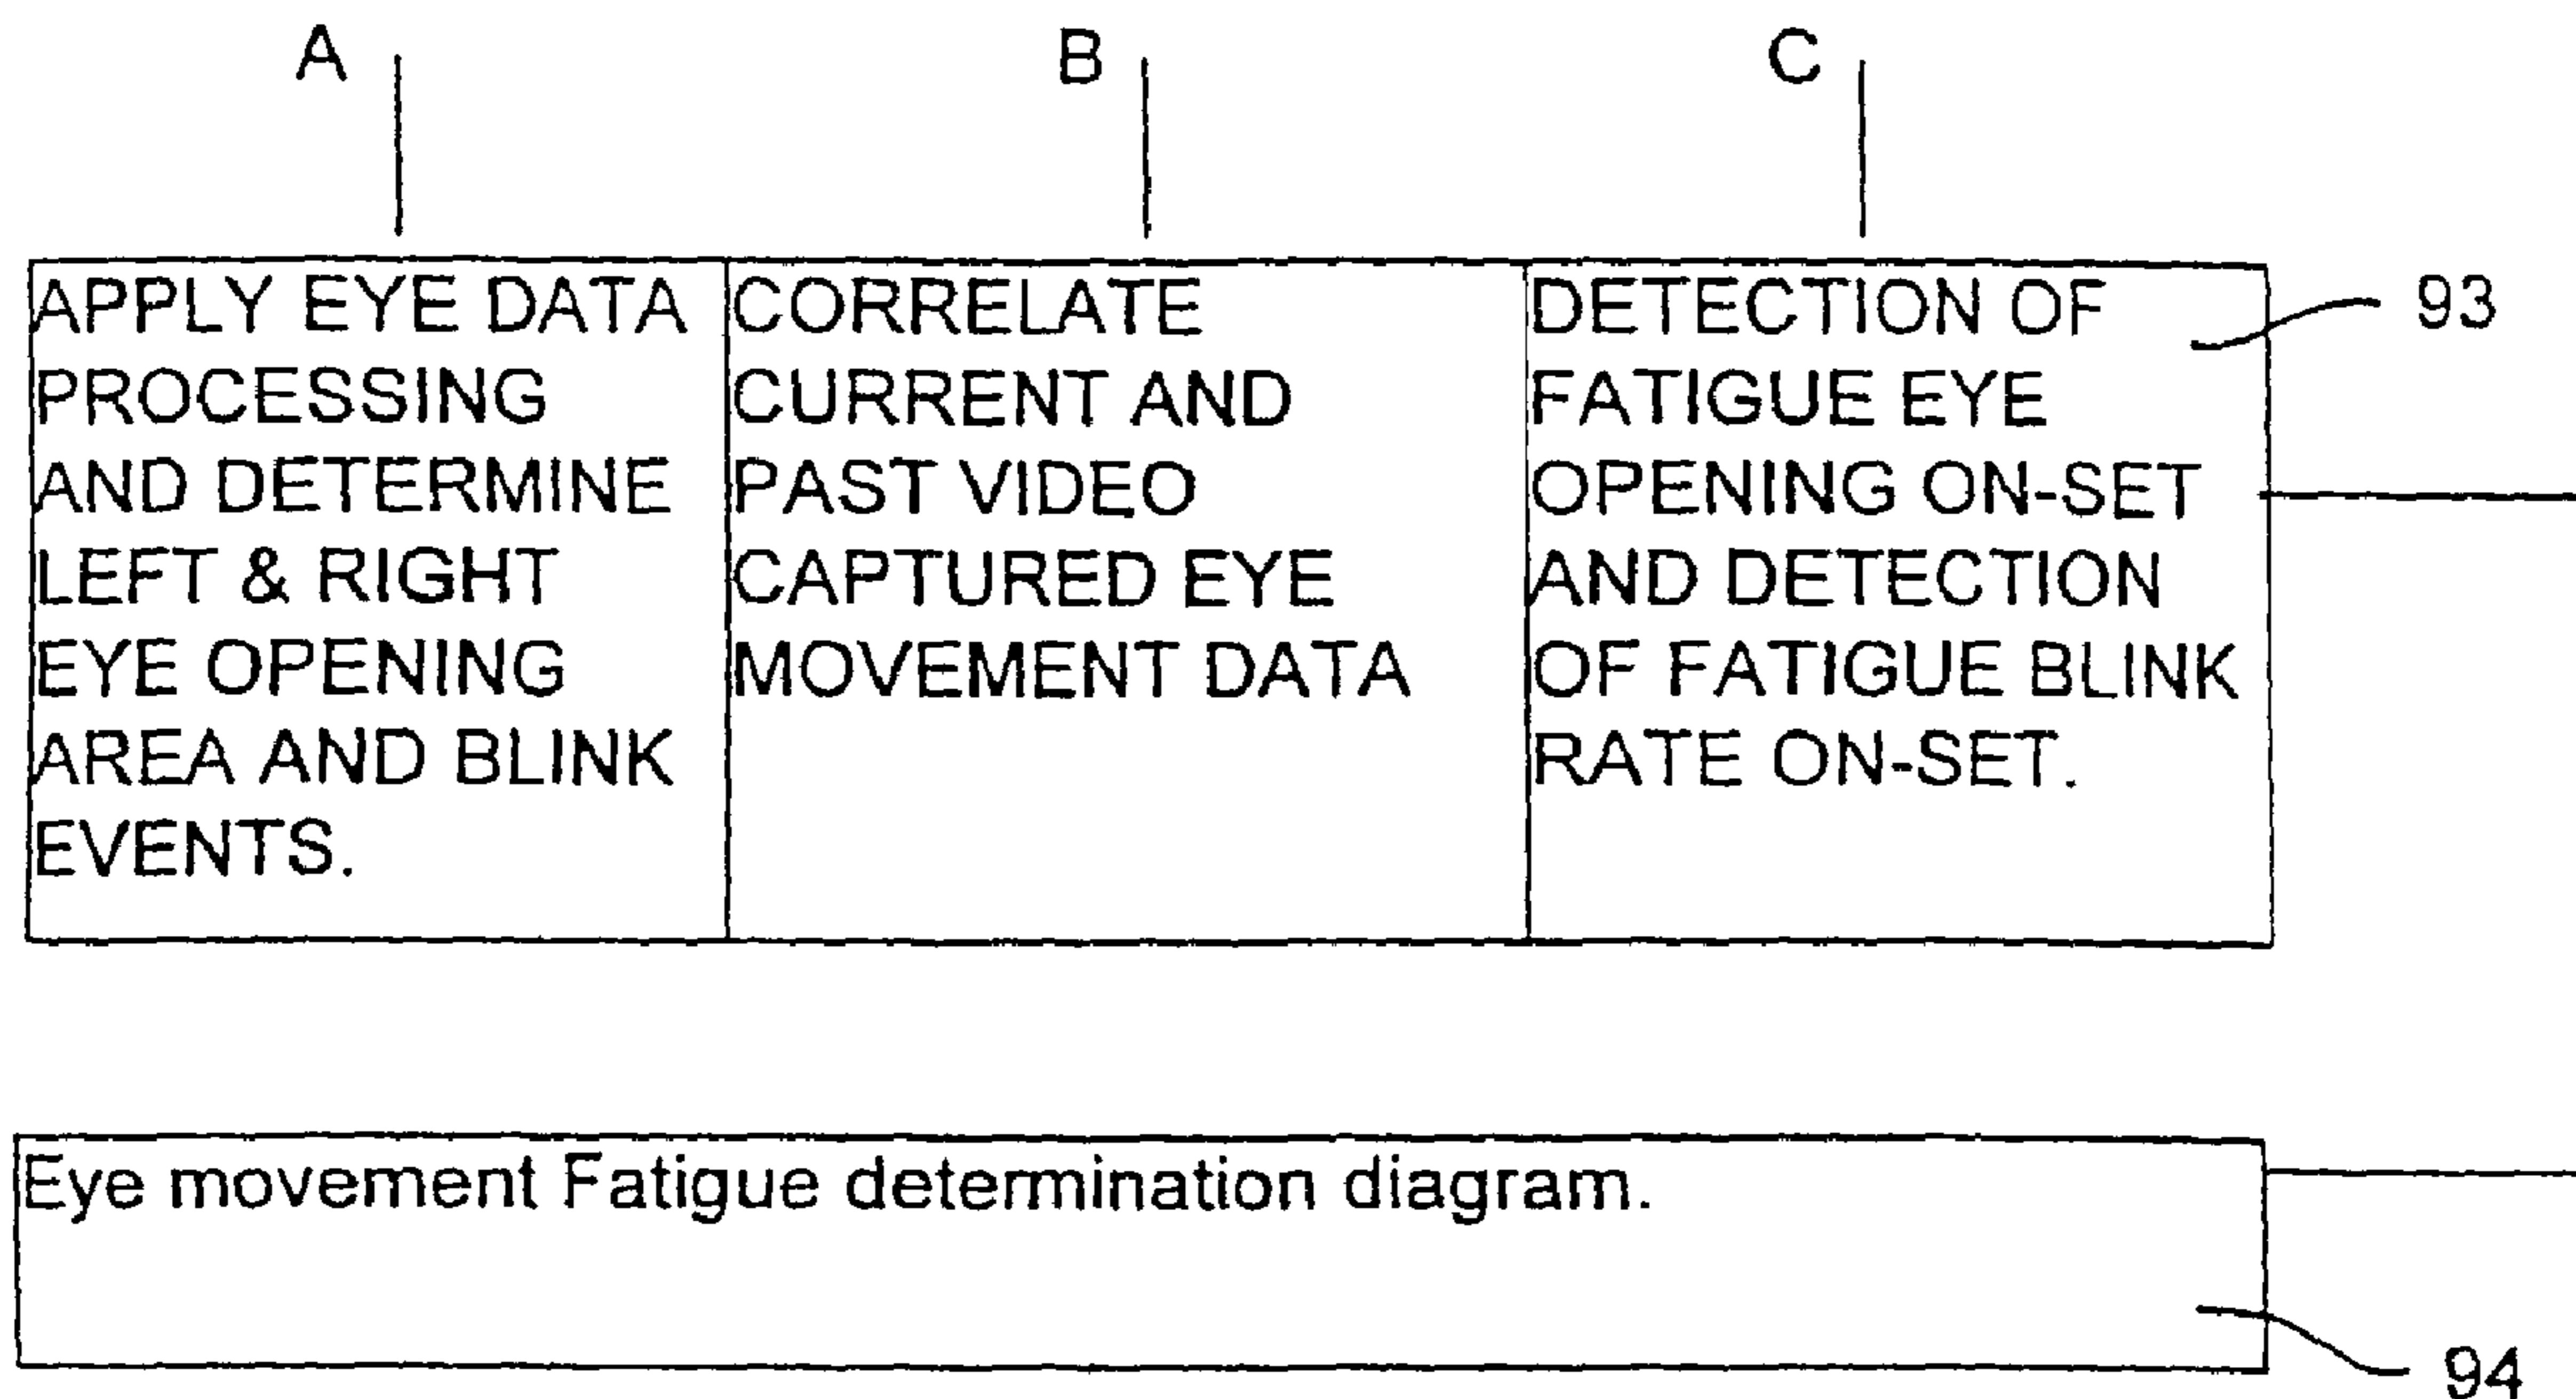 A
B
C
APPLY EYE DATA
PROCESSING
AND DETERMINE
LEFT & RIGHT
EYE OPENING
AREA AND BLINK
EVENTS.
CORRELATE
CURRENT AND
PAST VIDEO
CAPTURED EYE
MOVEMENT DATA
DETECTION OF
FATIGUE EYE
OPENING ON-SET
AND DETECTION
OF FATIGUE BLINK
RATE ON-SET.
93
Eye movement Fatigue determination diagram.
94